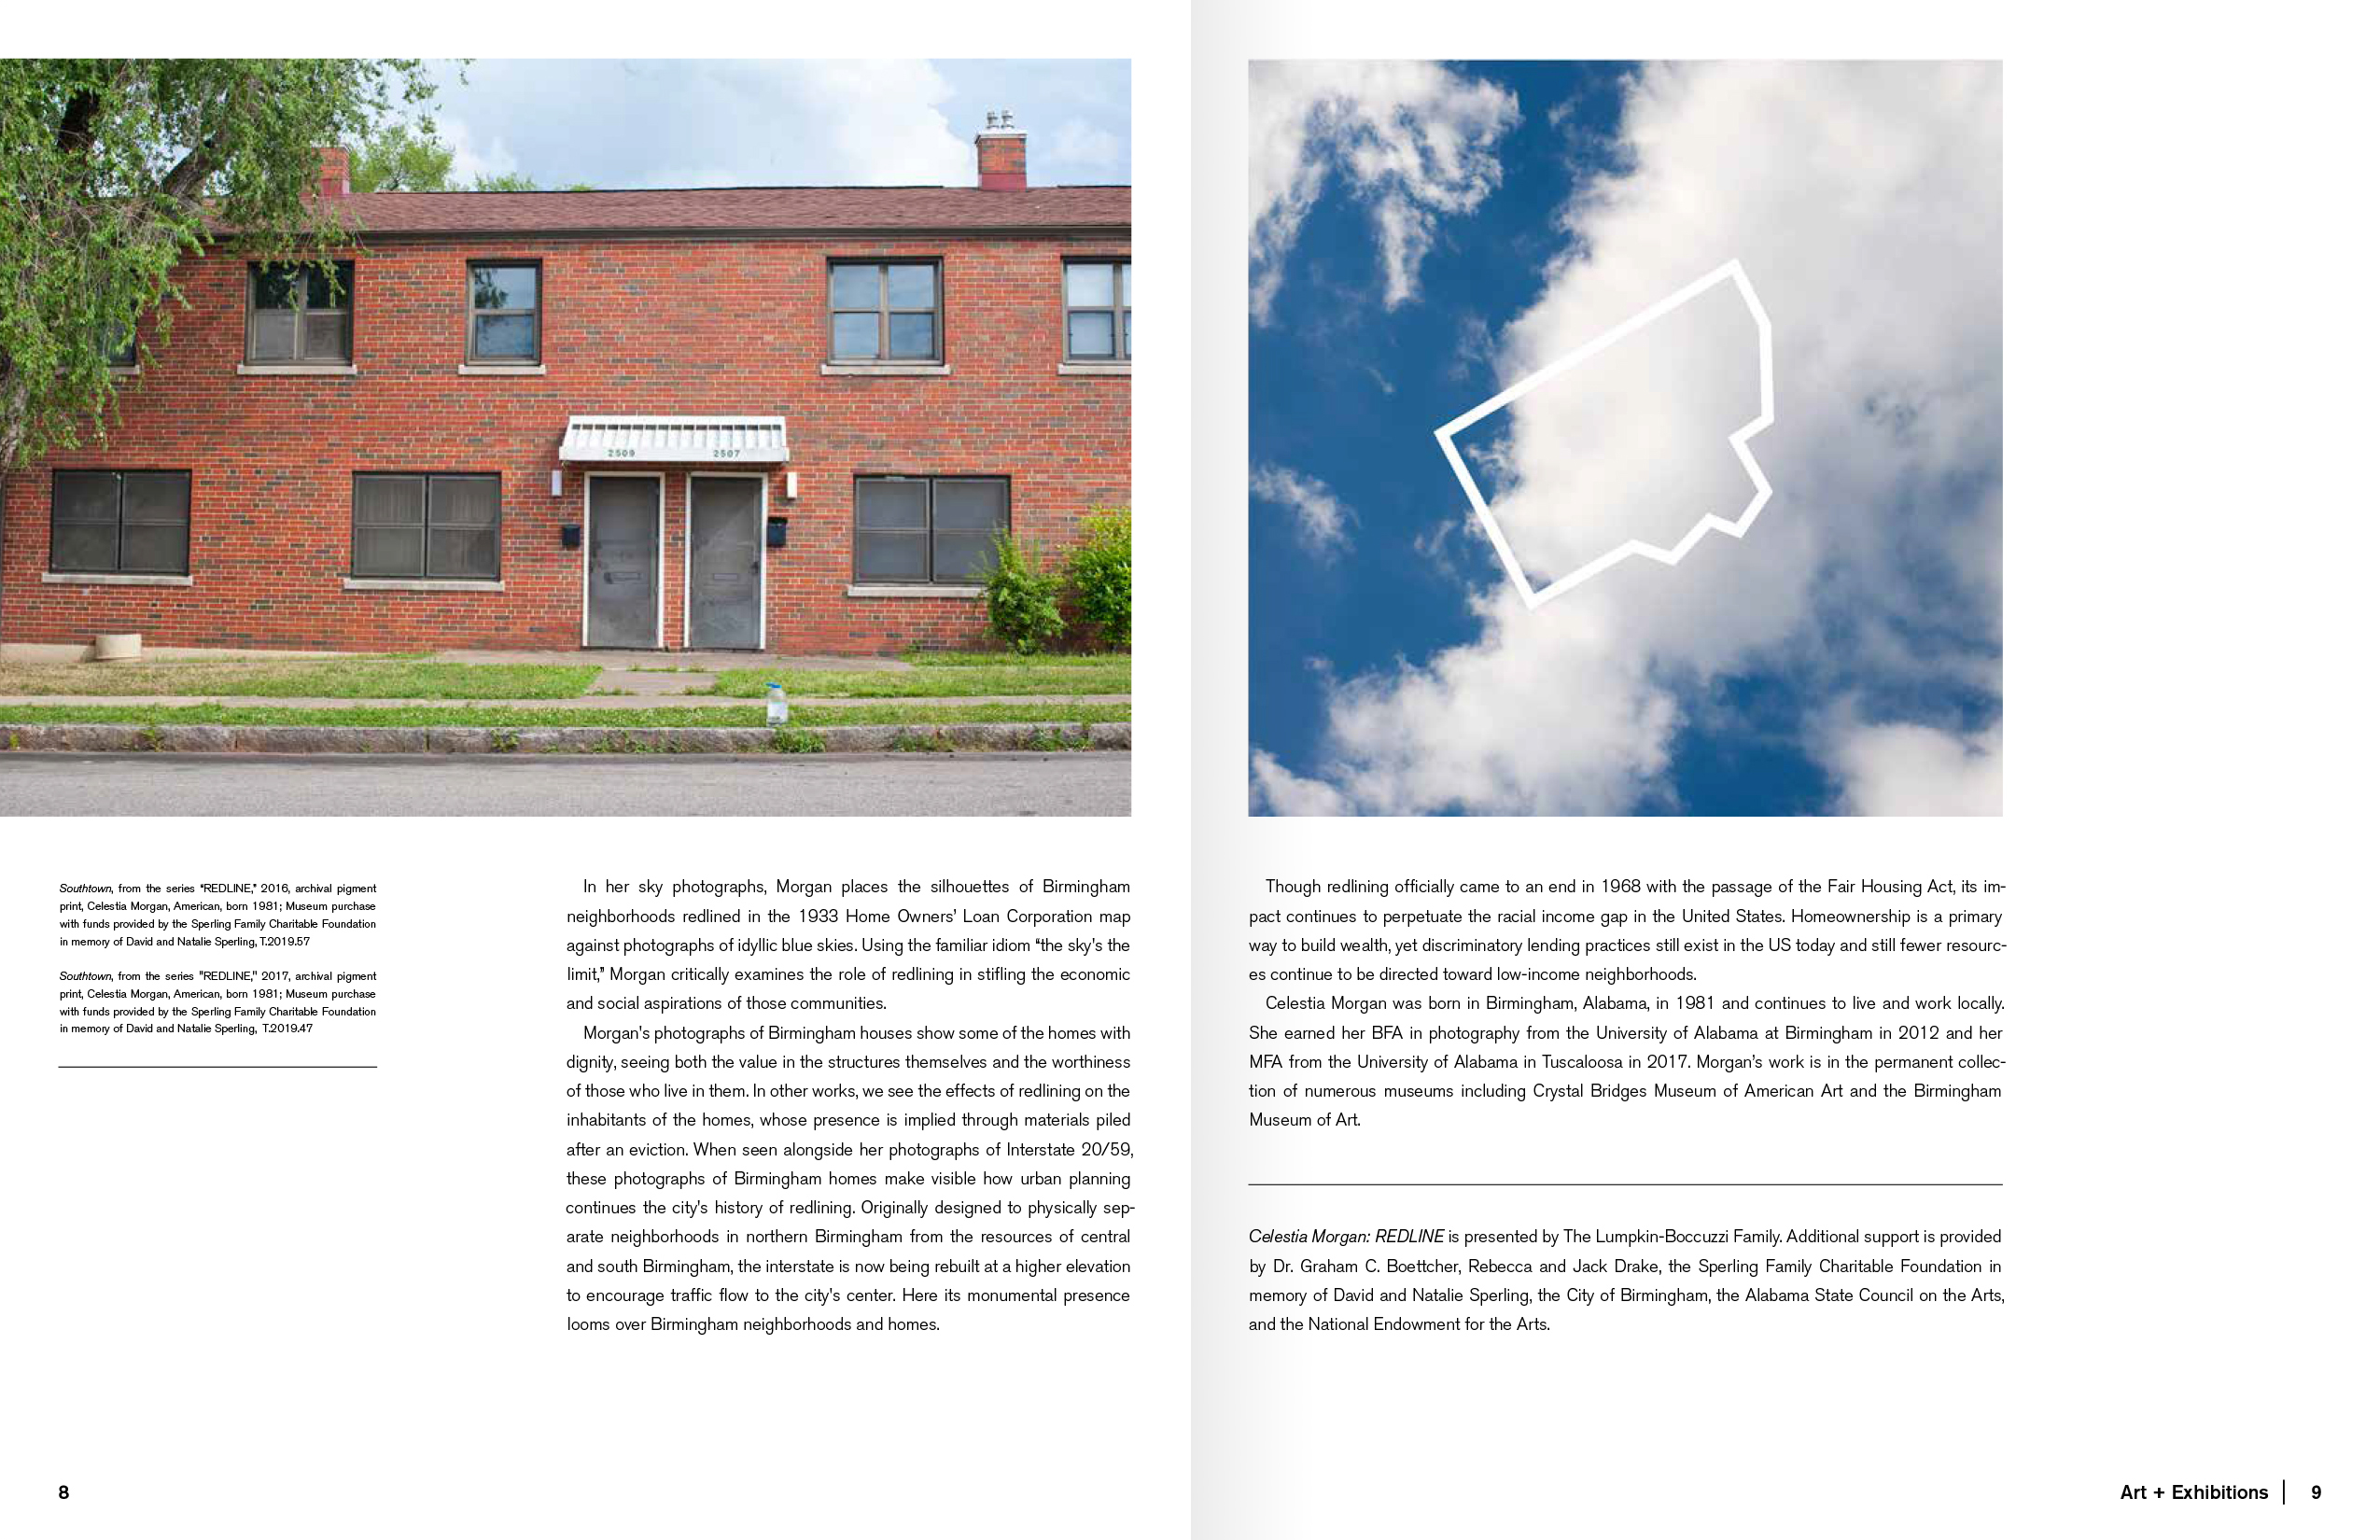 2509 2507
Southtown, from the series “REDLINE,” 2016, archival pigment
print, Celestia Morgan, American, born 1981; Museum purchase
with funds provided by the Sperling Family Charitable Foundation
in memory of David and Natalie Sperling, T.2019.57
Southtown, from the series "REDLINE," 2017, archival pigment
print, Celestia Morgan, American, born 1981; Museum purchase
with funds provided by the Sperling Family Charitable Foundation
in memory of David and Natalie Sperling, T.2019.47
In her sky photographs, Morgan places the silhouettes of Birmingham
neighborhoods redlined in the 1933 Home Owners’ Loan Corporation map
against photographs of idyllic blue skies. Using the familiar idiom “the sky’s the
limit,” Morgan critically examines the role of redlining in stifling the economic
and social aspirations of those communities.
Morgan's photographs of Birmingham houses show some of the homes with
dignity, seeing both the value in the structures themselves and the worthiness
of those who live in them. In other works, we see the effects of redlining on the
inhabitants of the homes, whose presence is implied through materials piled
after an eviction. When seen alongside her photographs of Interstate 20/59,
these photographs of Birmingham homes make visible how urban planning
continues the city's history of redlining. Originally designed to physically sep-
arate neighborhoods in northern Birmingham from the resources of central
and south Birmingham, the interstate is now being rebuilt at a higher elevation
to encourage traffic flow to the city's center. Here its monumental presence
looms over Birmingham neighborhoods and homes.
8
Though redlining officially came to an end in 1968 with the passage of the Fair Housing Act, its im-
pact continues to perpetuate the racial income gap in the United States. Homeownership is a primary
way to build wealth, yet discriminatory lending practices still exist in the US today and still fewer resourc-
es continue to be directed toward low-income neighborhoods.
Celestia Morgan was born in Birmingham, Alabama, in 1981 and continues to live and work locally.
She earned her BFA in photography from the University of Alabama at Birmingham in 2012 and her
MFA from the University of Alabama in Tuscaloosa in 2017. Morgan’s work is in the permanent collec-
tion of numerous museums including Crystal Bridges Museum of American Art and the Birmingham
Museum of Art.
Celestia Morgan: REDLINE is presented by The Lumpkin-Boccuzzi Family. Additional support is provided
by Dr. Graham C. Boettcher, Rebecca and Jack Drake, the Sperling Family Charitable Foundation in
memory of David and Natalie Sperling, the City of Birmingham, the Alabama State Council on the Arts,
and the National Endowment for the Arts.
Art + Exhibitions | 9